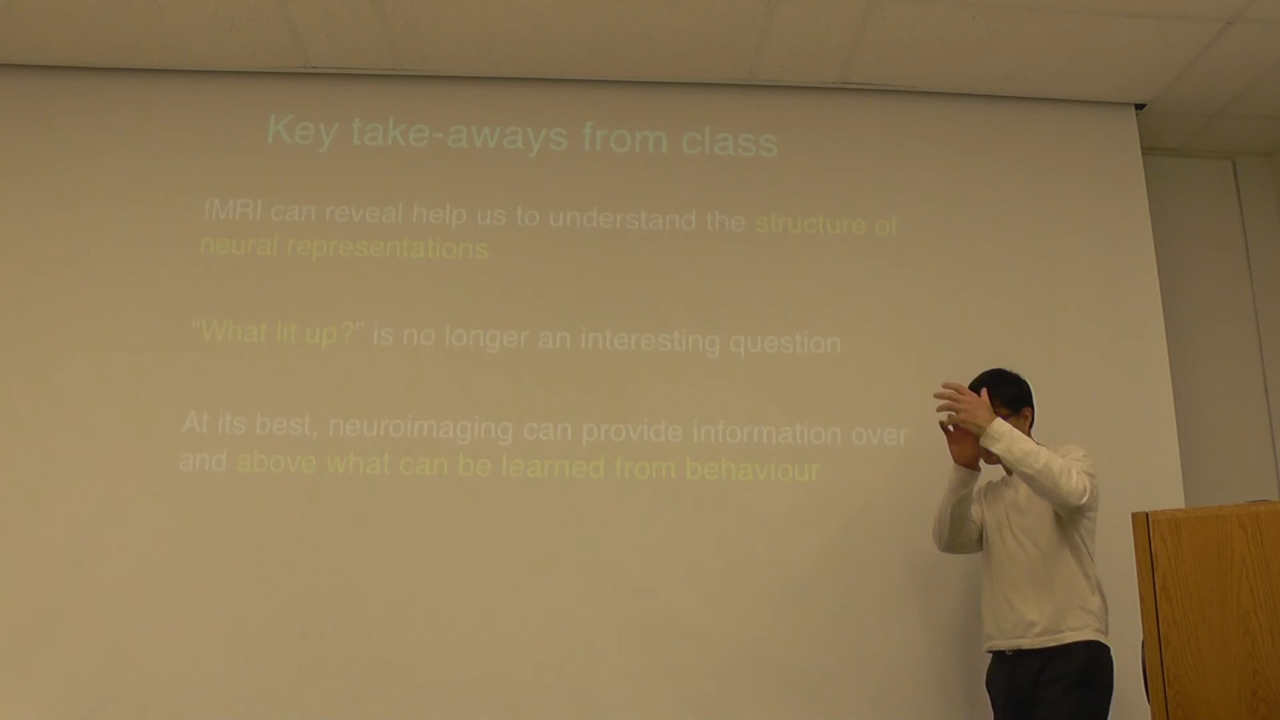 Key take-aways from class
fMRI can reveal help us to understand the structure of
neural representations
"What lit up?" is no longer an interesting question
At its best, neuroimaging can provide information over
and above what can be learned from behaviour